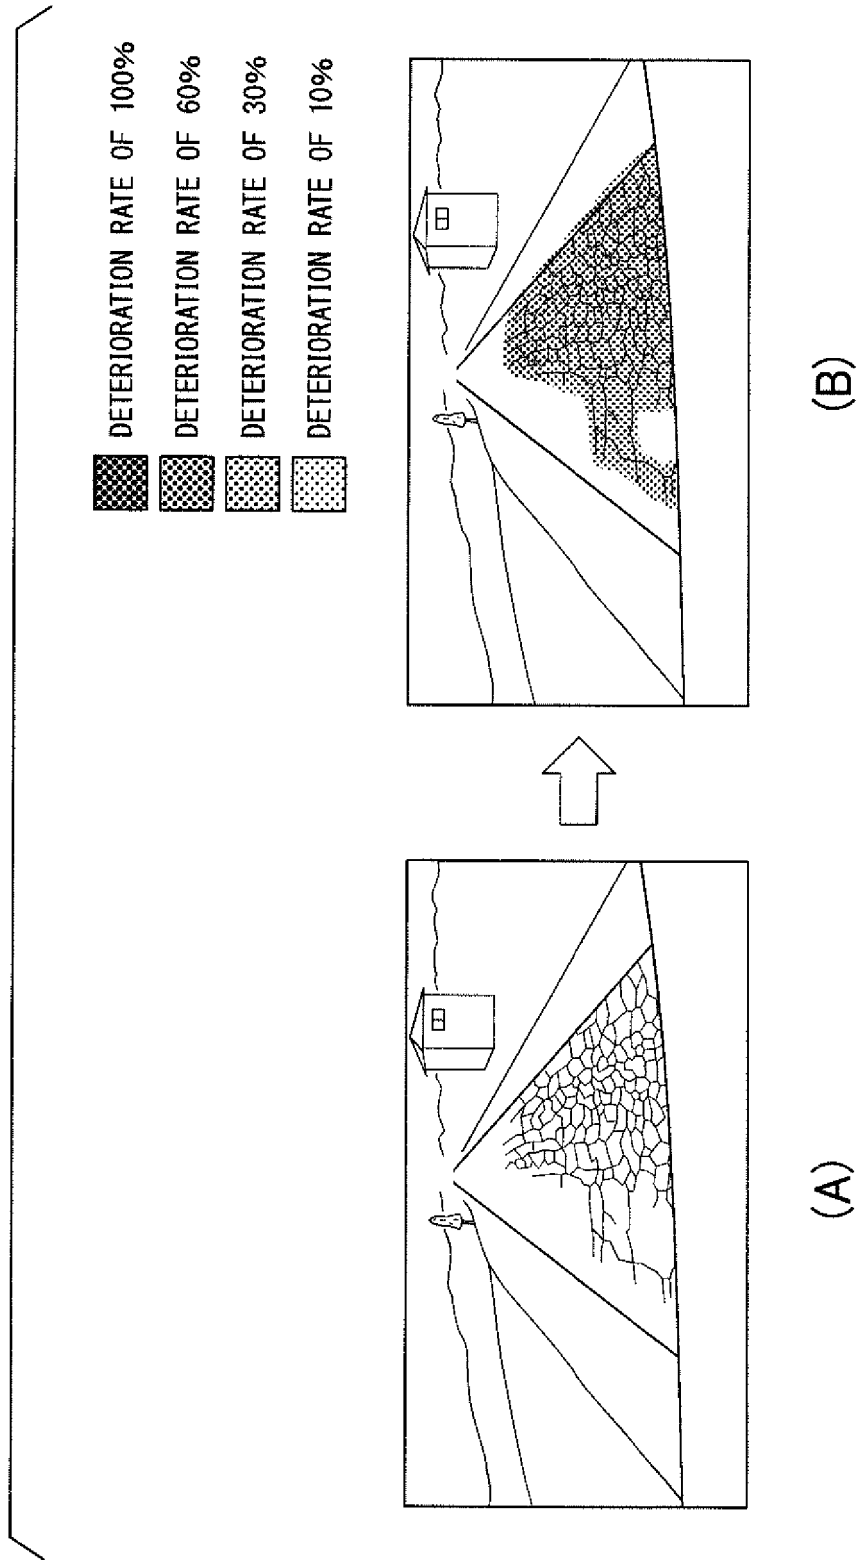 DETERIORATION RATE OF 100%
DETERIORATION RATE OF 60%
DETERIORATION RATE OF 30%
DETERIORATION RATE OF 10%
(A)
(B)